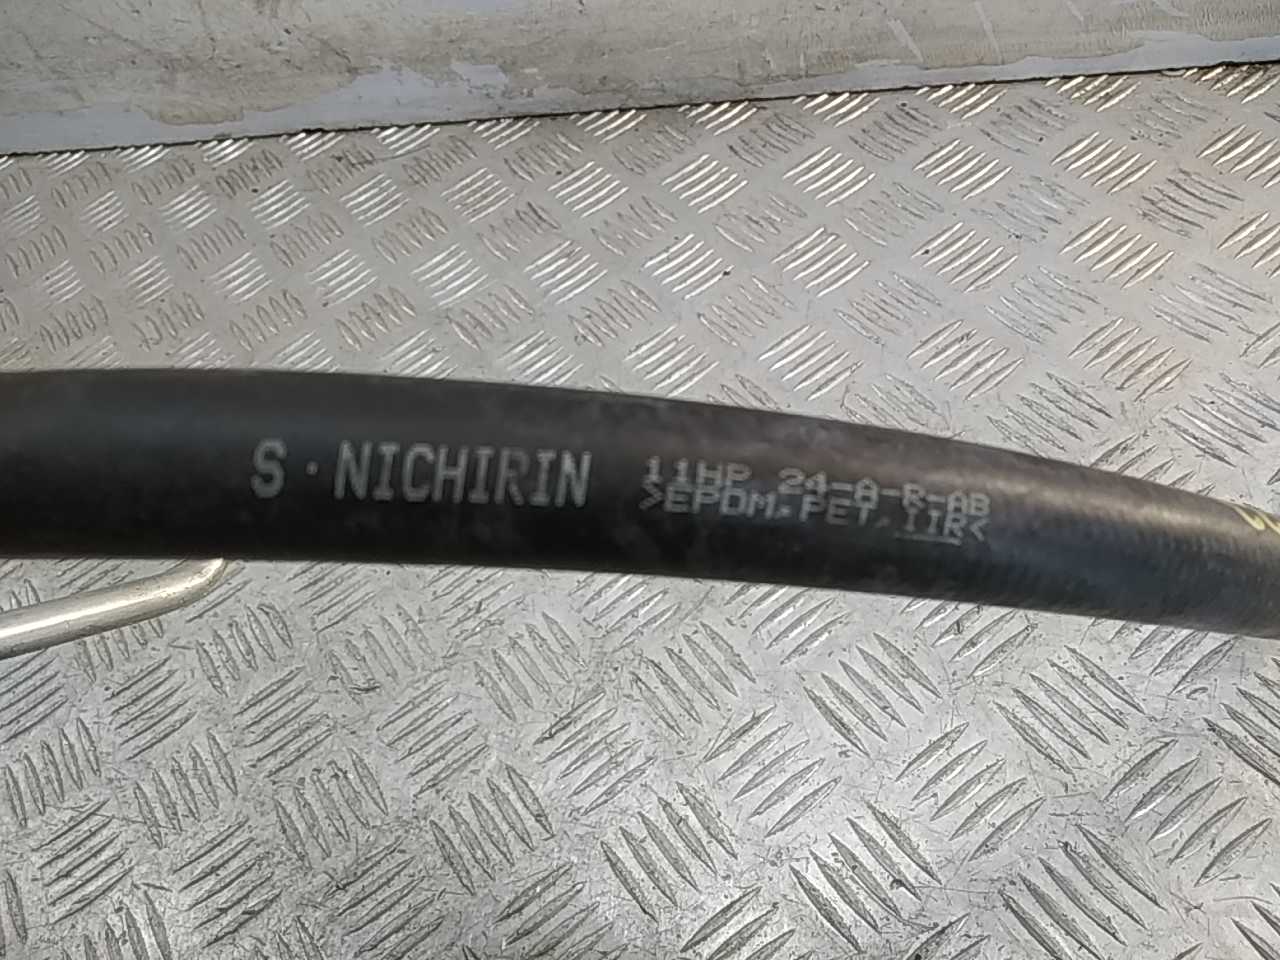 S · NICHIRIN
11HP 24-A-R-AB
>EPDM, PET, IIR<